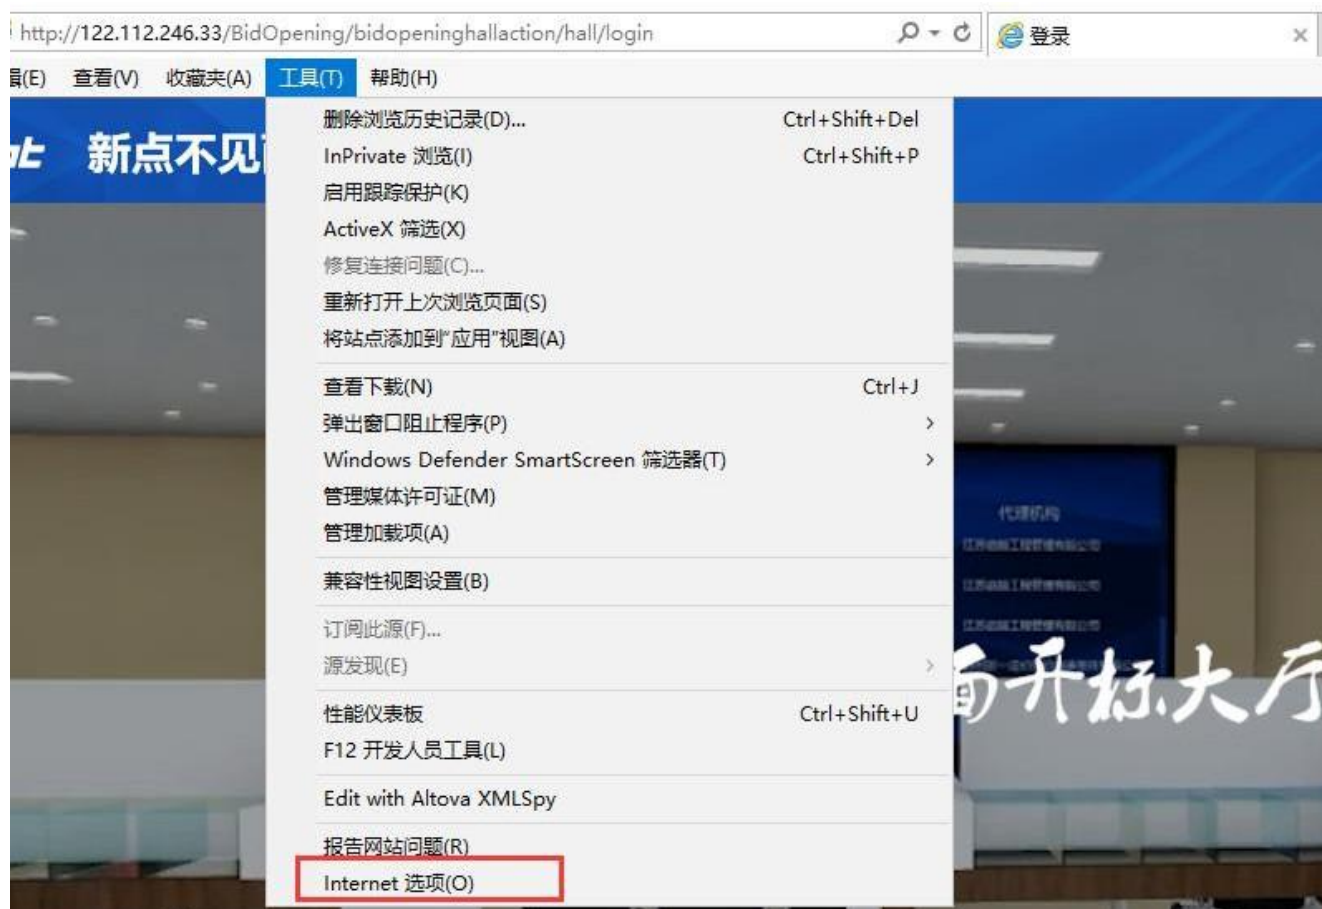 http://122.112.246.33/BidOpening/bidopeninghallaction/hall/login
登录
查看(V) 收藏夹(A) 工具(T) 帮助(H)
新点不见
删除浏览历史记录(D)... Ctrl+Shift+Del
InPrivate 浏览(I) Ctrl+Shift+P
启用跟踪保护(K)
ActiveX 筛选(X)
修复连接问题(C)...
重新打开上次浏览页面(S)
将站点添加到“应用”视图(A)
查看下载(N) Ctrl+J
弹出窗口阻止程序(P)
Windows Defender SmartScreen 筛选器(T)
管理媒体许可证(M)
管理加载项(A)
兼容性视图设置(B)
订阅此源(F)...
源发现(E)
性能仪表板 Ctrl+Shift+U
F12 开发人员工具(L)
Edit with Altova XMLSpy
报告网站问题(R)
Internet 选项(O)
代理机构
面开标大厅